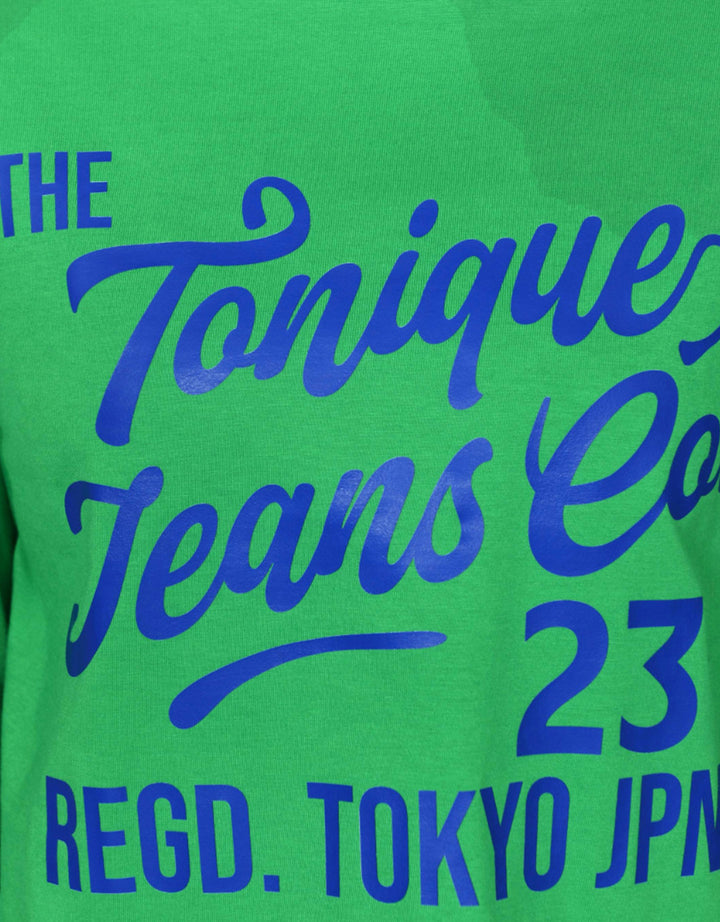 THE
Tonique
Jeans Co
23
REGD. TOKYO JPN